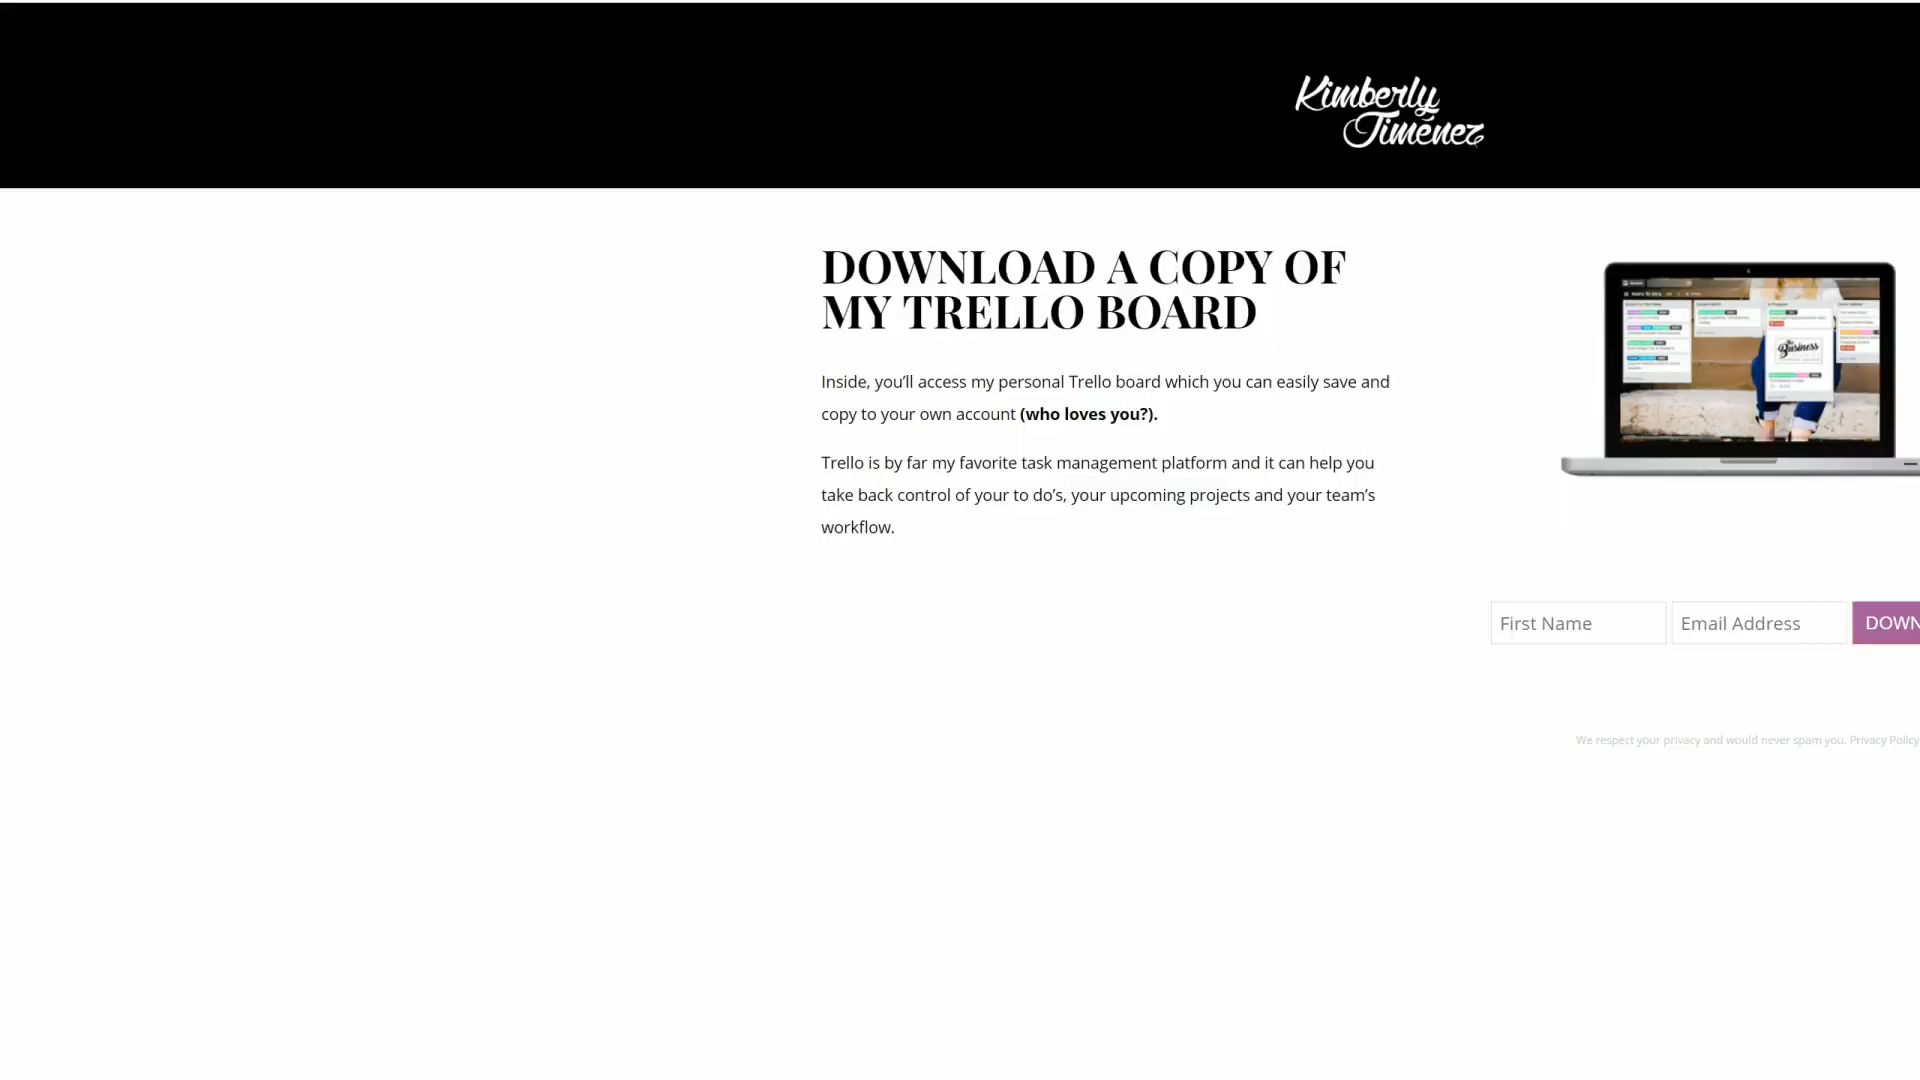 Kimberly
Jiménez
DOWNLOAD A COPY OF
MY TRELLO BOARD
Inside, you’ll access my personal Trello board which you can easily save and
copy to your own account (who loves you?).
Trello is by far my favorite task management platform and it can help you
take back control of your to do’s, your upcoming projects and your team’s
workflow.
Business
First Name
Email Address
DOWN
We respect your privacy and would never spam you. Privacy Policy